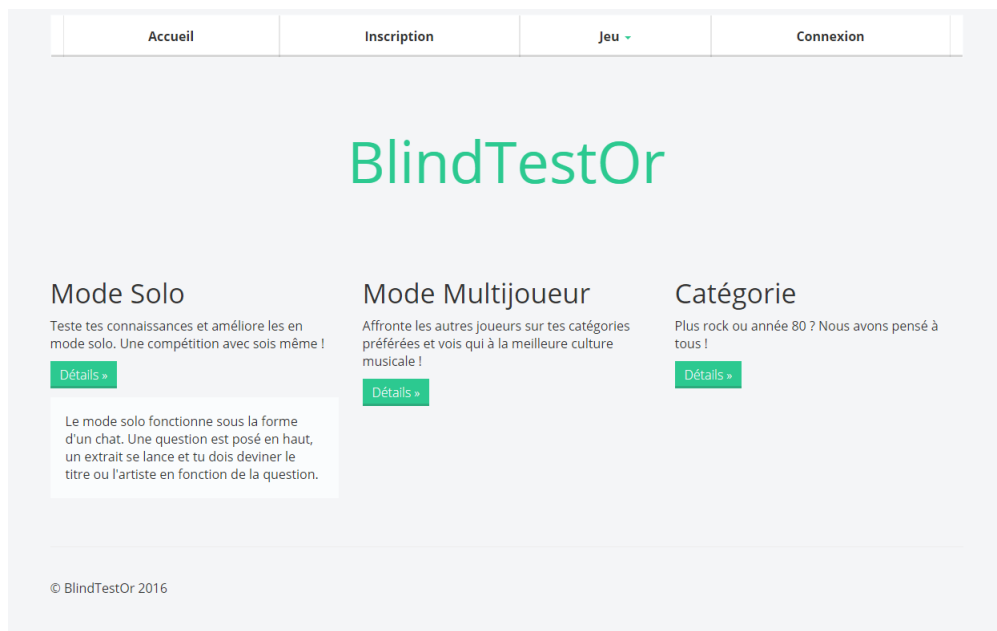 Accueil
Inscription
Jeu
Connexion
BlindTestOr
Mode Solo
Teste tes connaissances et améliore les en
mode solo. Une compétition avec sois même !
Détails »
Le mode solo fonctionne sous la forme
d'un chat. Une question est posé en haut,
un extrait se lance et tu dois deviner le
titre ou l'artiste en fonction de la question.
Mode Multijoueur
Affronte les autres joueurs sur tes catégories
préférées et vois qui à la meilleure culture
musicale !
Détails »
Catégorie
Plus rock ou année 80 ? Nous avons pensé à
tous !
Détails »
© BlindTestOr 2016